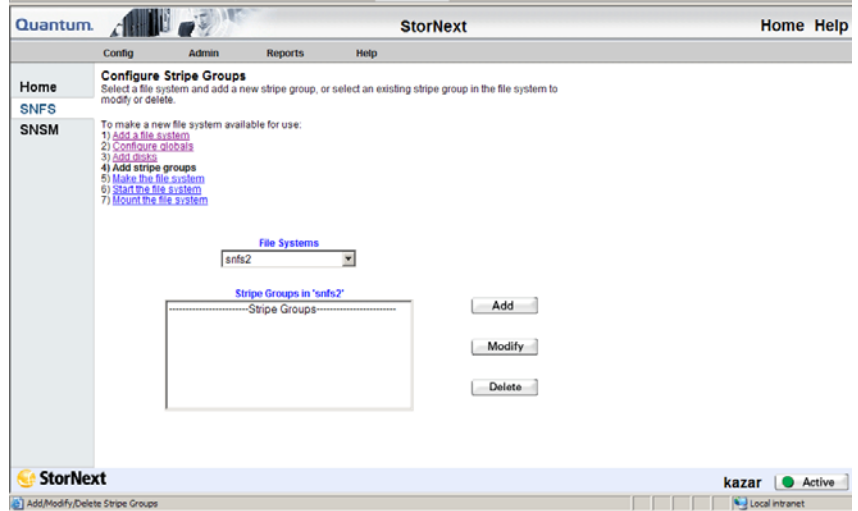 Quantum.
StorNext
Home Help
Config Admin Reports Help
Home
SNFS
SNSM
Configure Stripe Groups
Select a file system and add a new stripe group, or select an existing stripe group in the file system to
modify or delete.
To make a new file system available for use:
1) Add a file system
2) Configure globals
3) Add disks
4) Add stripe groups
5) Make the file system
6) Start the file system
7) Mount the file system
File Systems
snfs2
Stripe Groups in 'snfs2'
------------------------Stripe Groups------------------------
Add
Modify
Delete
StorNext
kazar
Active
Add/Modify/Delete Stripe Groups
Local intranet